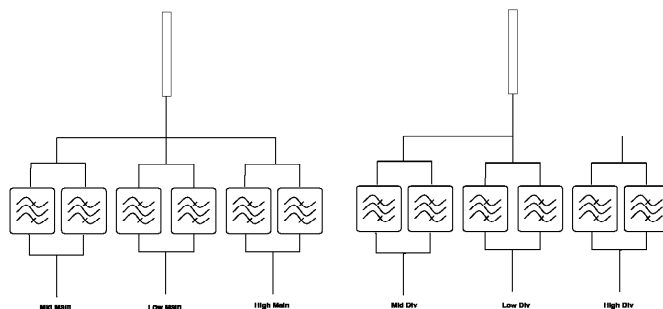 Mid Main
Low Main
High Main
Mid Div
Low Div
High Div